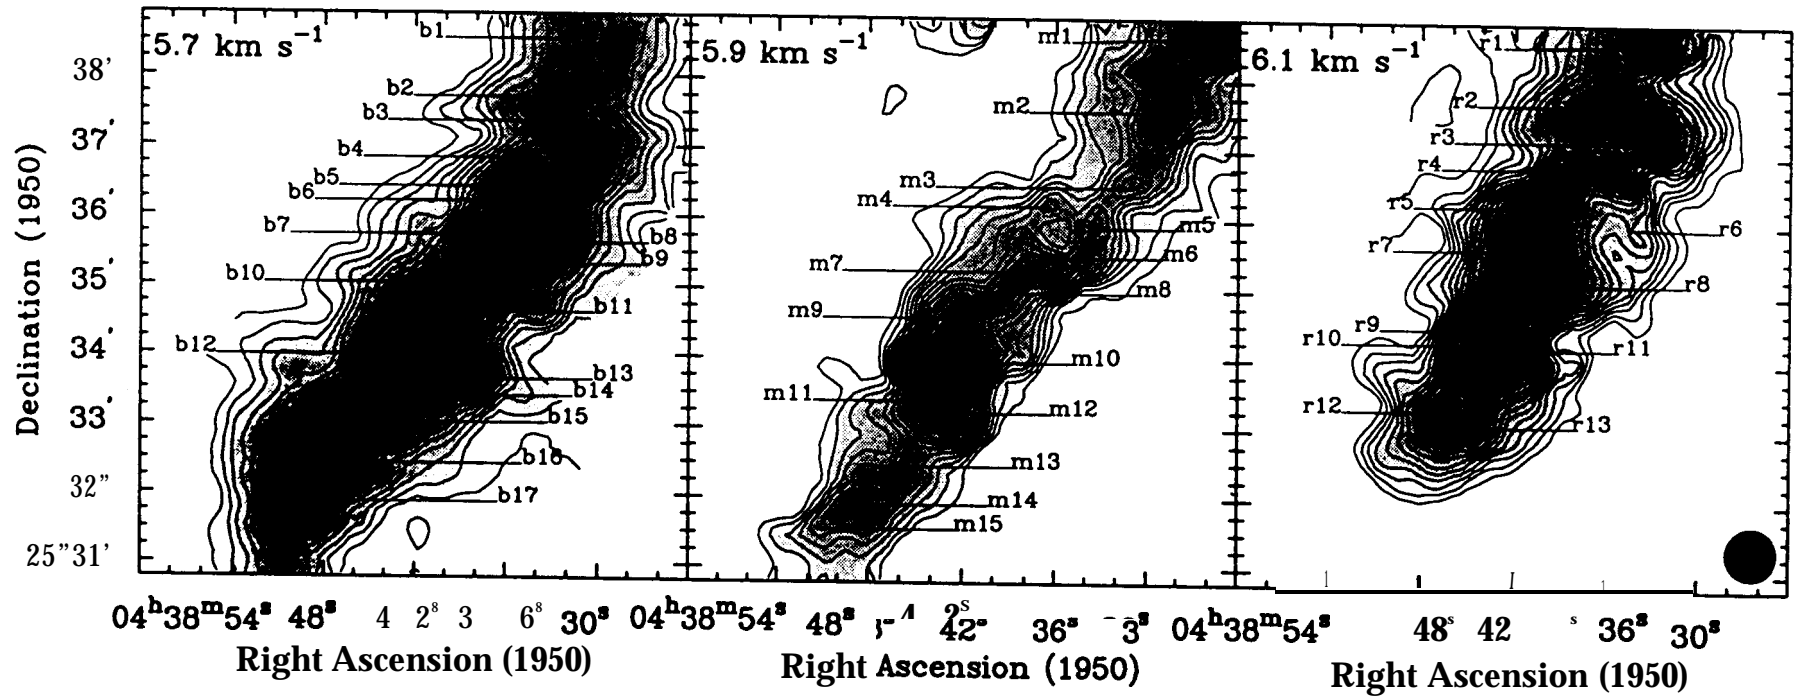 5.7 km s⁻¹
b1
b2
b3
b4
b5
b6
b7
b8
b9
b10
b11
b12
b13
b14
b15
b16
b17
5.9 km s⁻¹
m1
m2
m3
m4
m5
m6
m7
m8
m9
m10
m11
m12
m13
m14
m15
6.1 km s⁻¹
r1
r2
r3
r4
r5
r6
r7
r8
r9
r10
r11
r12
r13
Declination (1950)
38'
37'
36'
35'
34'
33'
32"
25"31'
04ʰ38ᵐ54ˢ 48ˢ 4 2ˢ 3 6ˢ 30ˢ
04ʰ38ᵐ54ˢ 48ˢ 42ˢ 36ˢ
04ʰ38ᵐ54ˢ 48ˢ 42 ˢ 36ˢ 30ˢ
Right Ascension (1950)
Right Ascension (1950)
Right Ascension (1950)